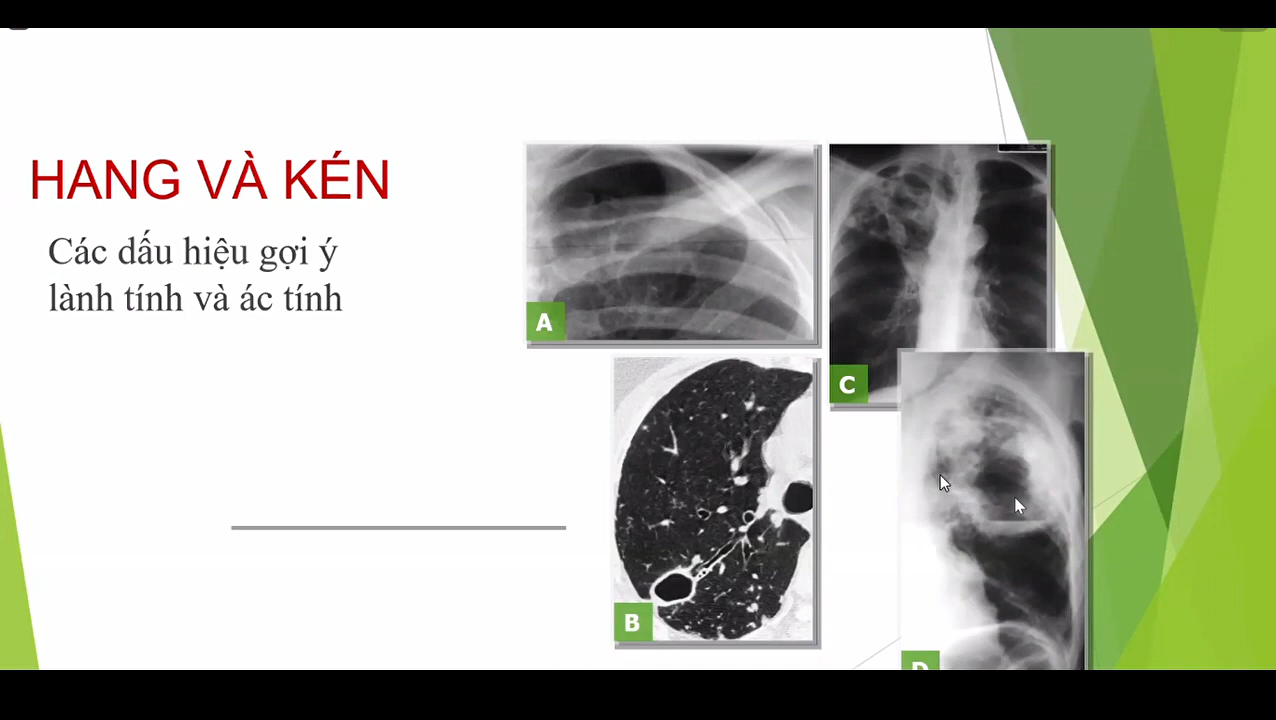 HANG VÀ KÉN
Các dấu hiệu gợi ý
lành tính và ác tính
A
C
B
D